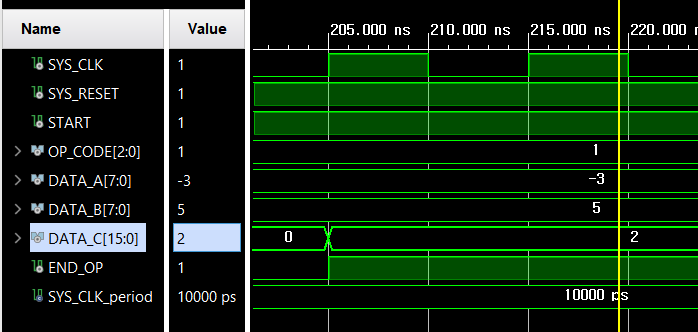 Name Value 205.000 ns 210.000 ns 215.000 ns 220.000 ns
SYS_CLK 1
SYS_RESET 1
START 1
OP_CODE[2:0] 1 1
DATA_A[7:0] -3 -3
DATA_B[7:0] 5 5
DATA_C[15:0] 2 0 2
END_OP 1
SYS_CLK_period 10000 ps 10000 ps